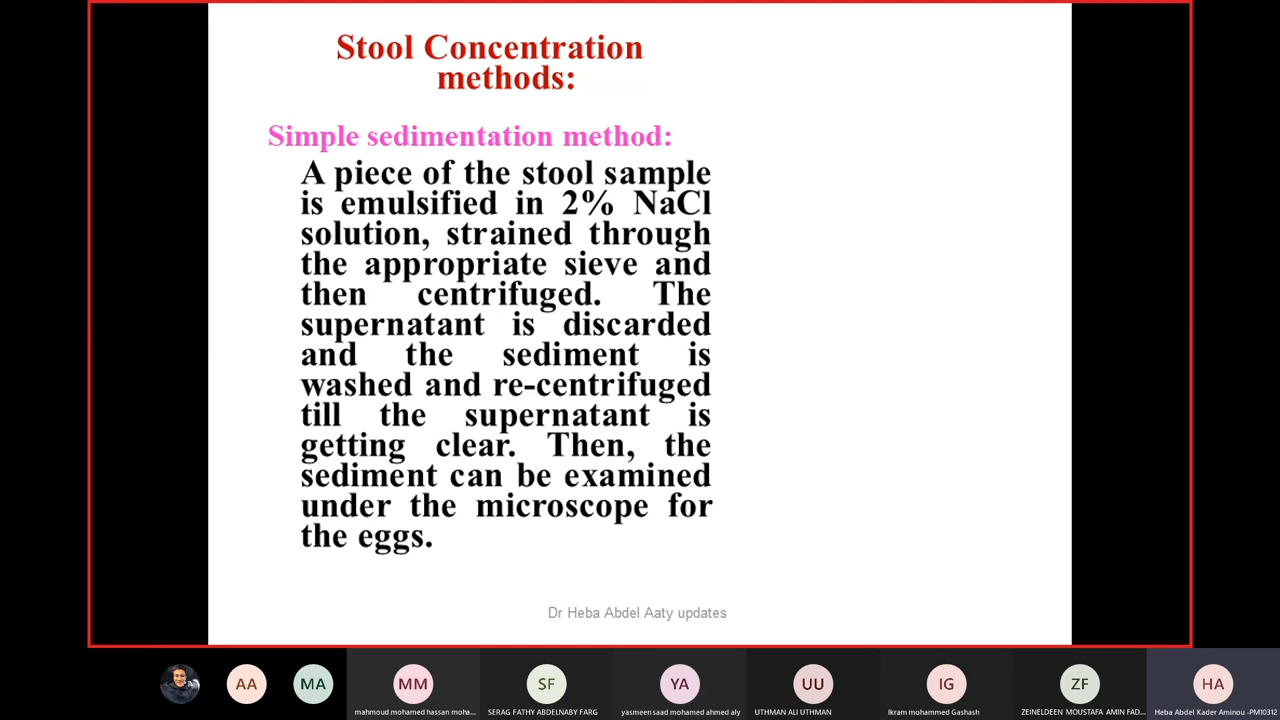 Stool Concentration
methods:
Simple sedimentation method:
A piece of the stool sample
is emulsified in 2% NaCl
solution, strained through
the appropriate sieve and
then centrifuged. The
supernatant is discarded
and the sediment is
washed and re-centrifuged
till the supernatant is
getting clear. Then, the
sediment can be examined
under the microscope for
the eggs.
Dr Heba Abdel Aaty updates
AA
MA
MM
SF
YA
UU
IG
ZF
HA
mahmoud mohamed hassan moha...
SERAG FATHY ABDELNABY FARG
yasmeen saad mohamed ahmed aly
UTHMAN ALI UTHMAN
Ikram mohammed Gashash
ZEINELDEEN MOUSTAFA AMIN FAD...
Heba Abdel Kader Aminou -PM10312